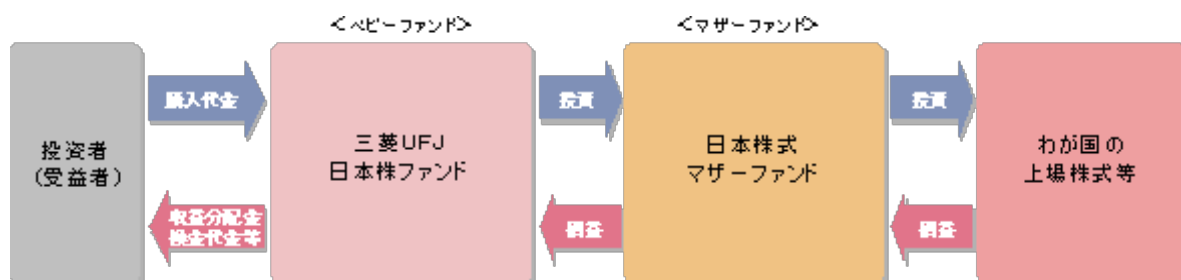 <ベビーファンド>
<マザーファンド>
投資者
(受益者)
購入代金
収益分配金
換金代金等
三菱UFJ
日本株ファンド
投資
損益
日本株式
マザーファンド
投資
損益
わが国の
上場株式等